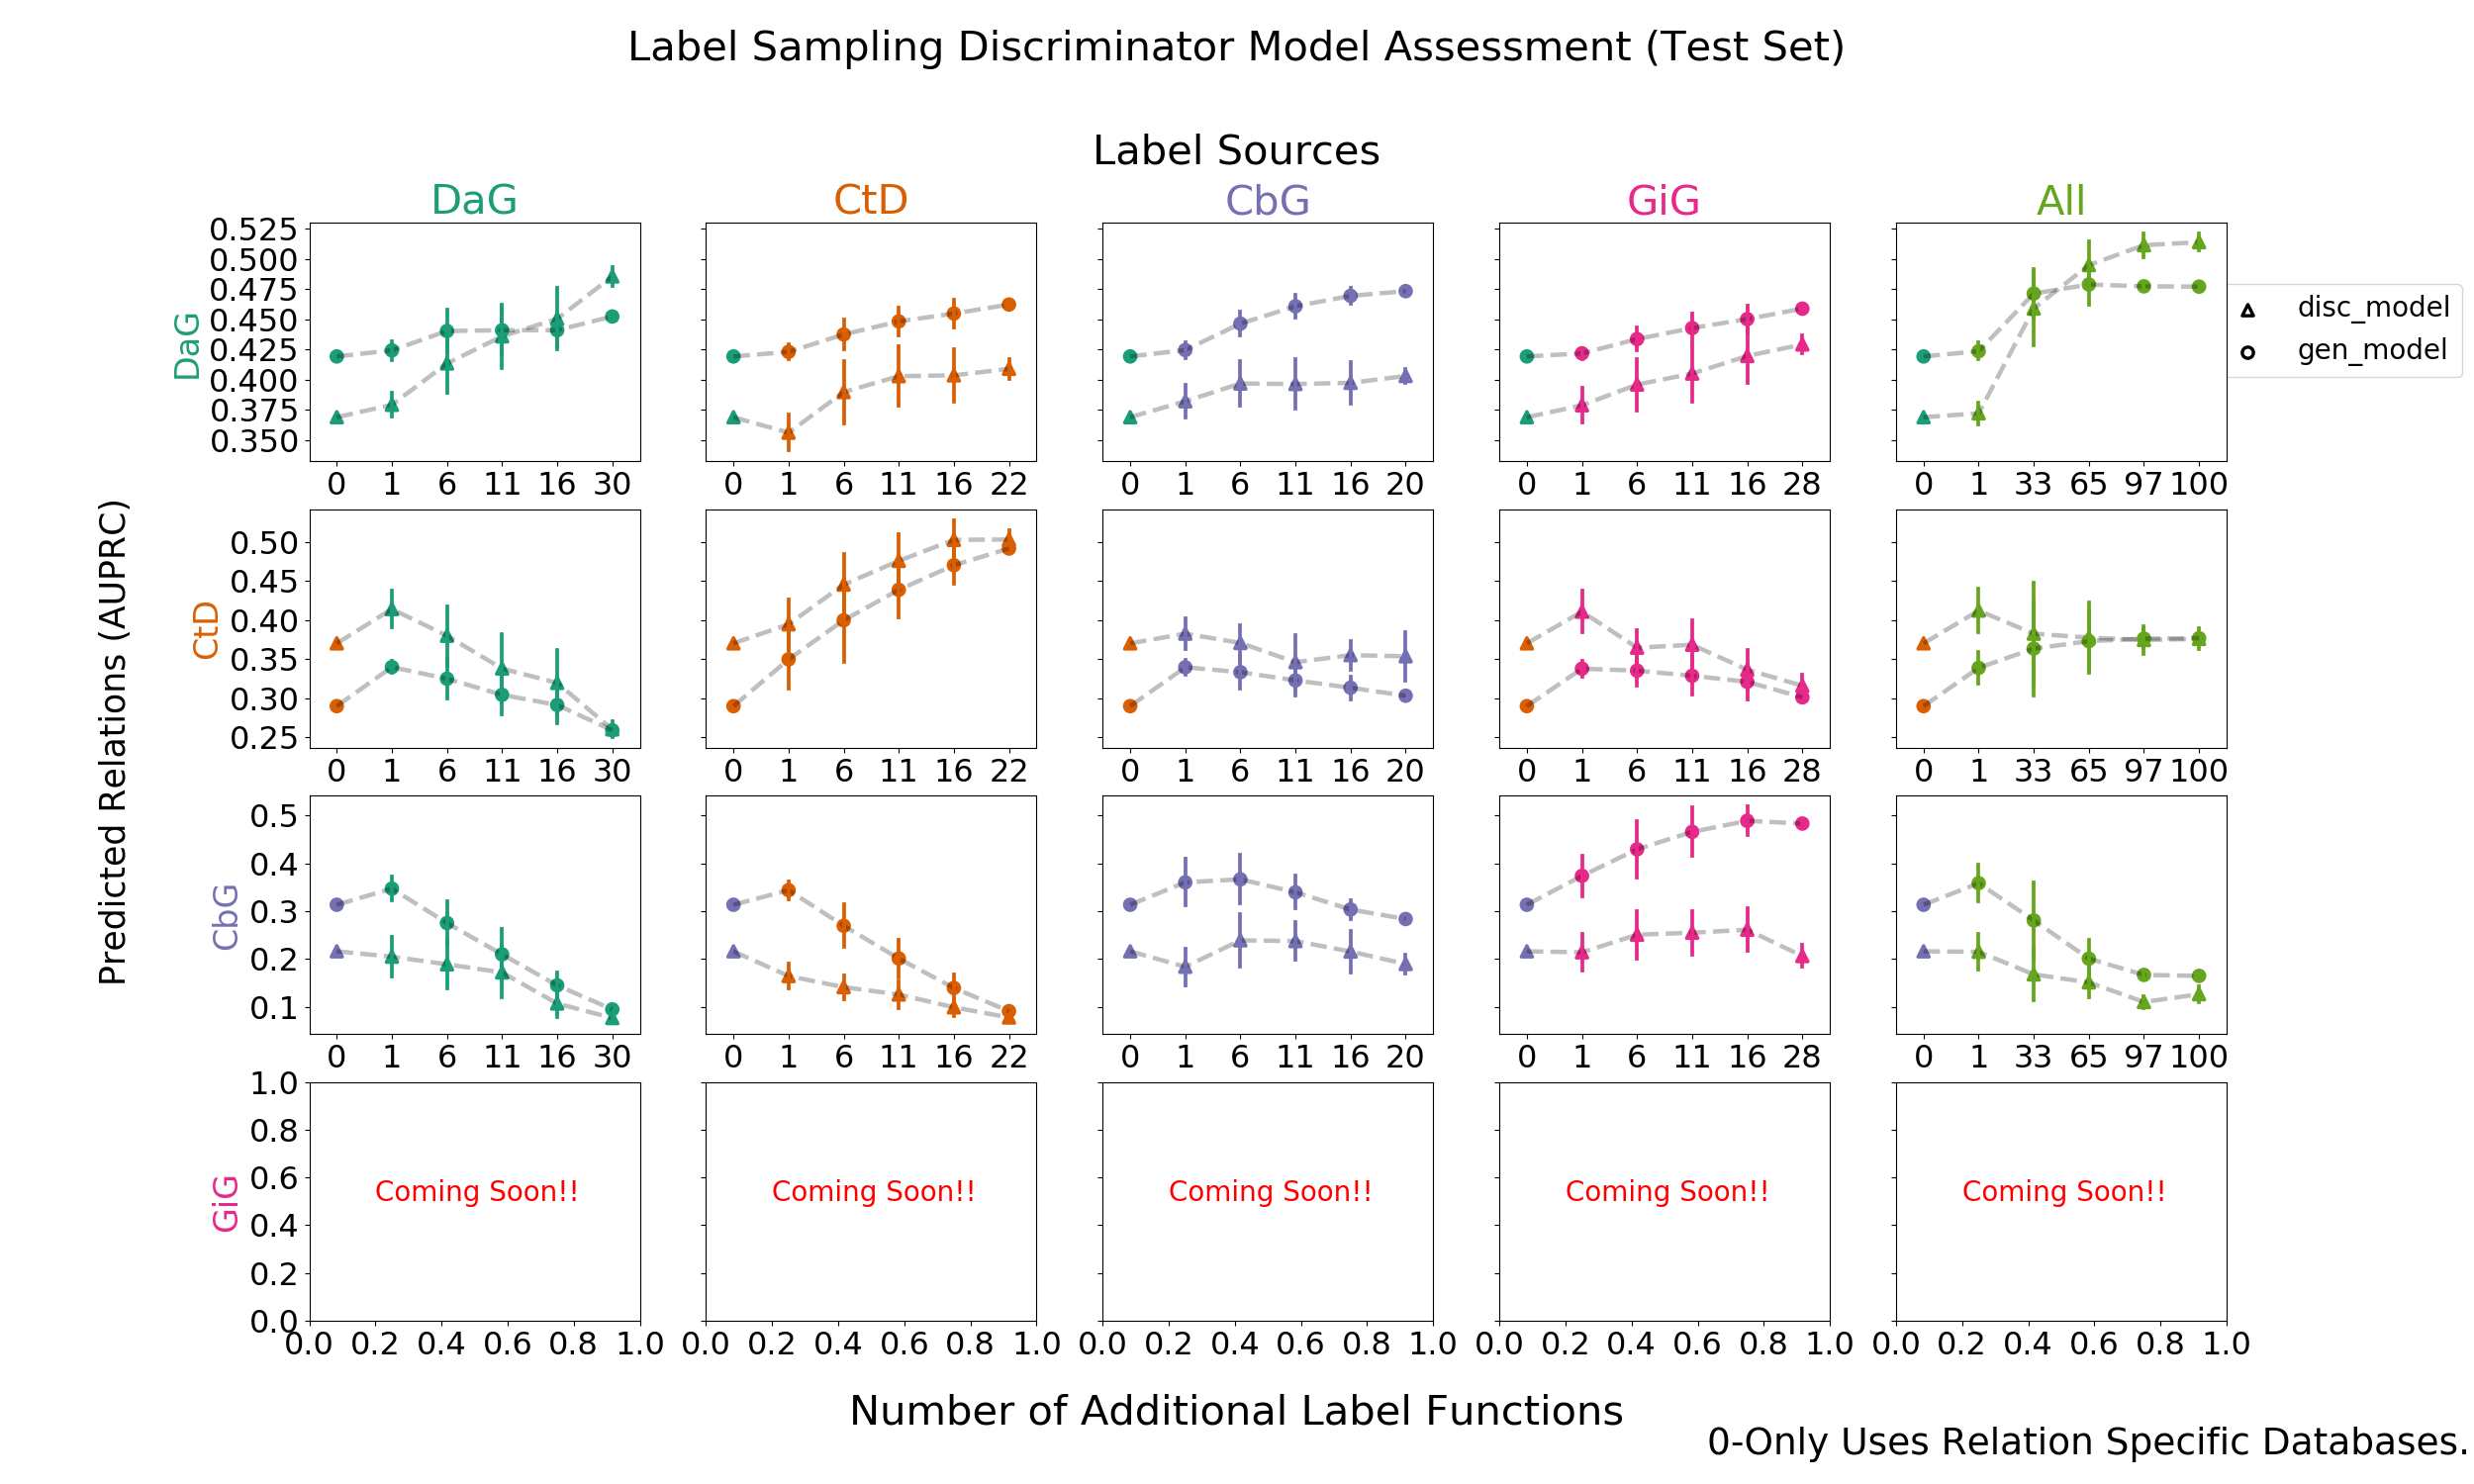 Label Sampling Discriminator Model Assessment (Test Set)
Label Sources
DaG CtD CbG GiG All
Predicted Relations (AUPRC)
DaG
0.525
0.500
0.475
0.450
0.425
0.400
0.375
0.350
0 1 6 11 16 30
0 1 6 11 16 22
0 1 6 11 16 20
0 1 6 11 16 28
0 1 33 65 97 100
disc_model
gen_model
CtD
0.50
0.45
0.40
0.35
0.30
0.25
0 1 6 11 16 30
0 1 6 11 16 22
0 1 6 11 16 20
0 1 6 11 16 28
0 1 33 65 97 100
CbG
0.5
0.4
0.3
0.2
0.1
0 1 6 11 16 30
0 1 6 11 16 22
0 1 6 11 16 20
0 1 6 11 16 28
0 1 33 65 97 100
GiG
1.0
0.8
0.6
0.4
0.2
0.0
Coming Soon!!
Coming Soon!!
Coming Soon!!
Coming Soon!!
Coming Soon!!
0.0 0.2 0.4 0.6 0.8 1.0
0.0 0.2 0.4 0.6 0.8 1.0
0.0 0.2 0.4 0.6 0.8 1.0
0.0 0.2 0.4 0.6 0.8 1.0
0.0 0.2 0.4 0.6 0.8 1.0
Number of Additional Label Functions
0-Only Uses Relation Specific Databases.